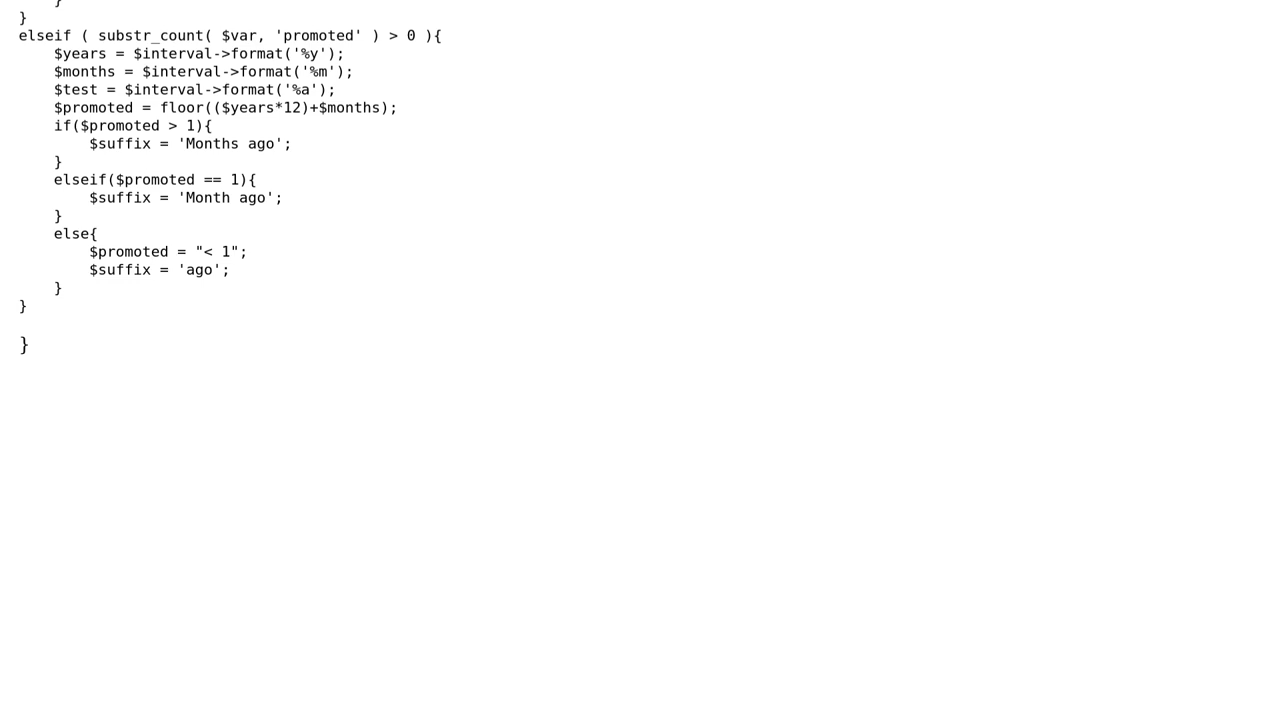 }
}
elseif ( substr_count( $var, 'promoted' ) > 0 ){
    $years = $interval->format('%y');
    $months = $interval->format('%m');
    $test = $interval->format('%a');
    $promoted = floor(($years*12)+$months);
    if($promoted > 1){
        $suffix = 'Months ago';
    }
    elseif($promoted == 1){
        $suffix = 'Month ago';
    }
    else{
        $promoted = "< 1";
        $suffix = 'ago';
    }
}
}